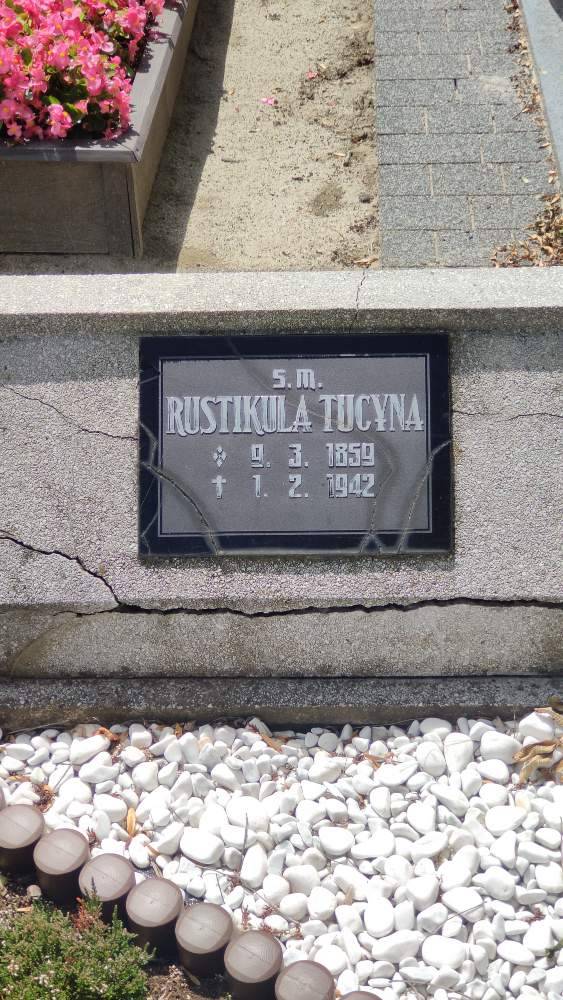 S.M.
RUSTIKULA TUCYNA
9. 3. 1859
† 1. 2. 1942